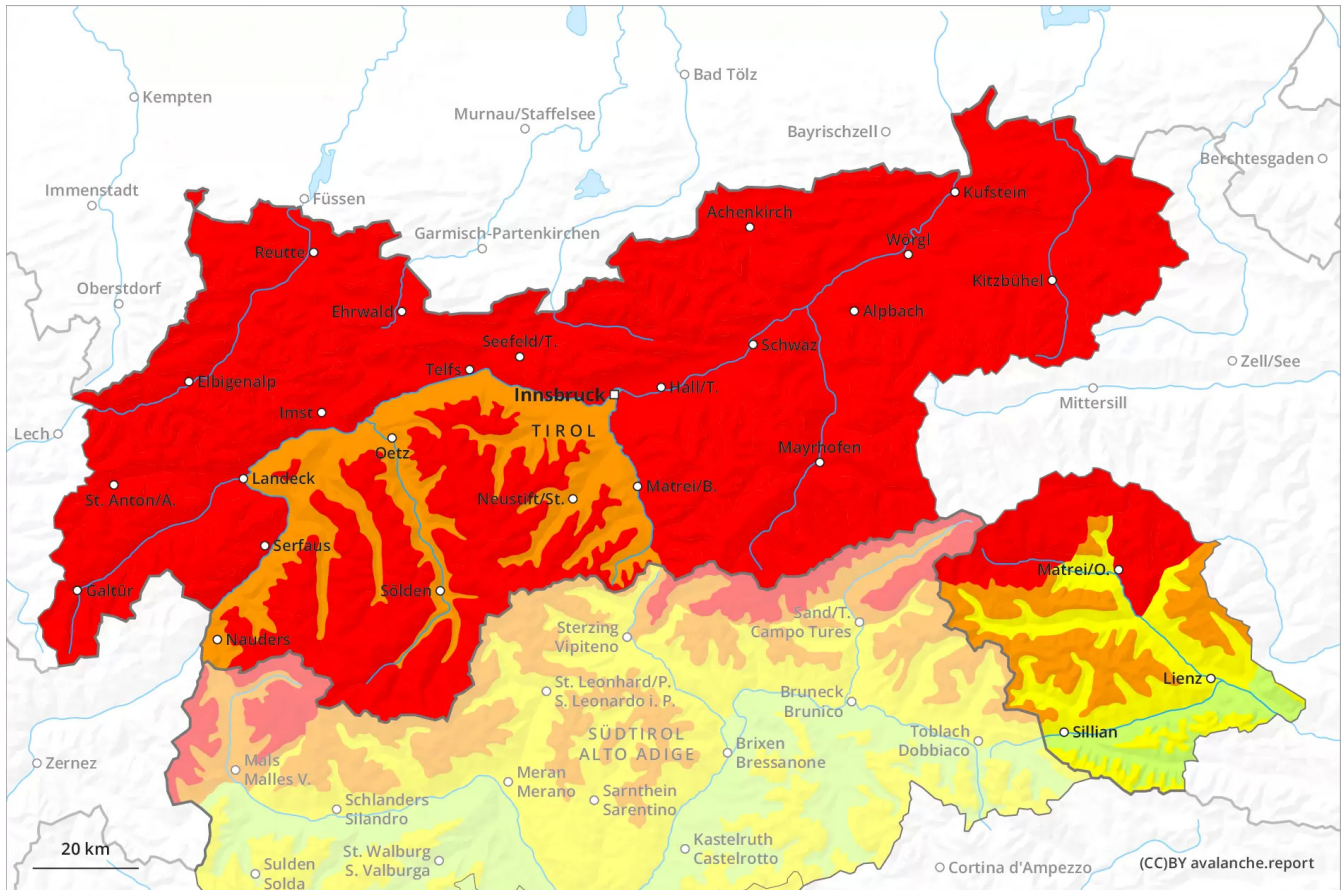 Bad Tölz
Kempten
Murnau/Staffelsee
Bayrischzell
Berchtesgaden
Immenstadt
Füssen
Kufstein
Achenkirch
Garmisch-Partenkirchen
Wörgl
Reutte
Kitzbühel
Oberstdorf
Ehrwald
Alpbach
Seefeld/T.
Schwaz
Zell/See
Telfs
Elbigenalp
Hall/T.
Mittersill
Innsbruck
Imst
Lech
TIROL
Oetz
Mayrhofen
Landeck
Matrei/B.
St. Anton/A.
Neustift/St.
Serfaus
Matrei/O.
Galtür
Sölden
Sand/T.
Campo Tures
Sterzing
Vipiteno
Nauders
Lienz
St. Leonhard/P.
S. Leonardo i. P.
Bruneck
Brunico
SÜDTIROL
ALTO ADIGE
Toblach
Dobbiaco
Sillian
Brixen
Bressanone
Zernez
Mals
Malles V.
Meran
Merano
Sarnthein
Sarentino
Schlanders
Silandro
Kastelruth
Castelrotto
20 km
St. Walburg
S. Valburga
Sulden
Solda
Cortina d'Ampezzo
(CC)BY avalanche.report